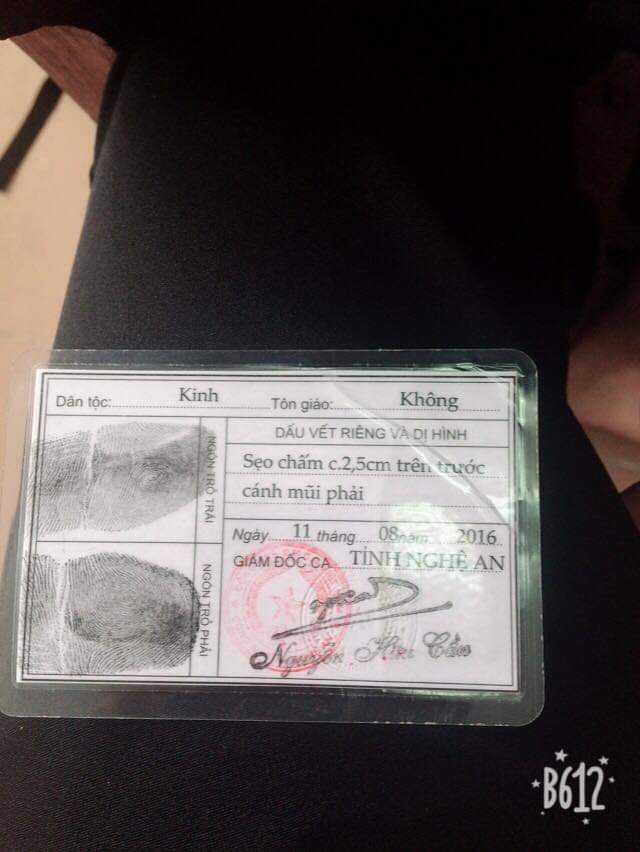 Dân tộc: Kinh Tôn giáo: Không
DẤU VẾT RIÊNG VÀ DỊ HÌNH
Sẹo chấm c.2,5cm trên trước
cánh mũi phải
Ngày 11 tháng 08 năm 2016
GIÁM ĐỐC CA TỈNH NGHỆ AN
Nguyễn Hữu Cầu
NGÓN TRỎ TRÁI
NGÓN TRỎ PHẢI
B612